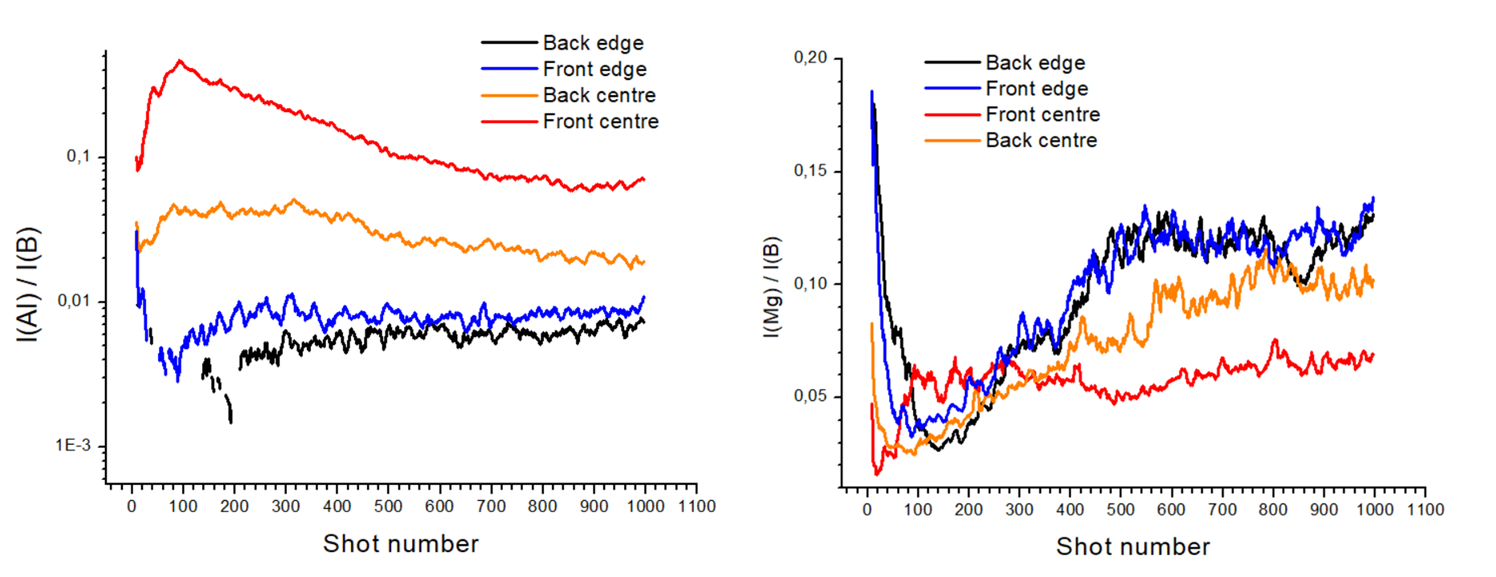 Back edge
Front edge
Back centre
Front centre
I(Al) / I(B)
0,1
0,01
1E-3
0 100 200 300 400 500 600 700 800 900 1000 1100
Shot number
Back edge
Front edge
Front centre
Back centre
I(Mg) / I(B)
0,20
0,15
0,10
0,05
0 100 200 300 400 500 600 700 800 900 1000 1100
Shot number